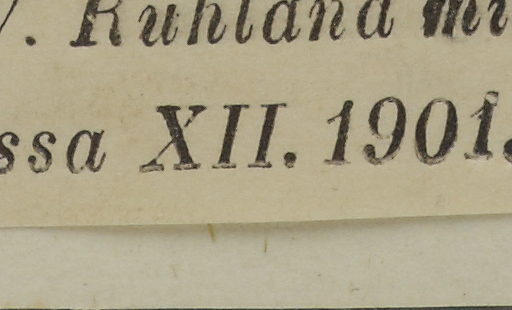 . Ruhland
ssa XII. 1901.